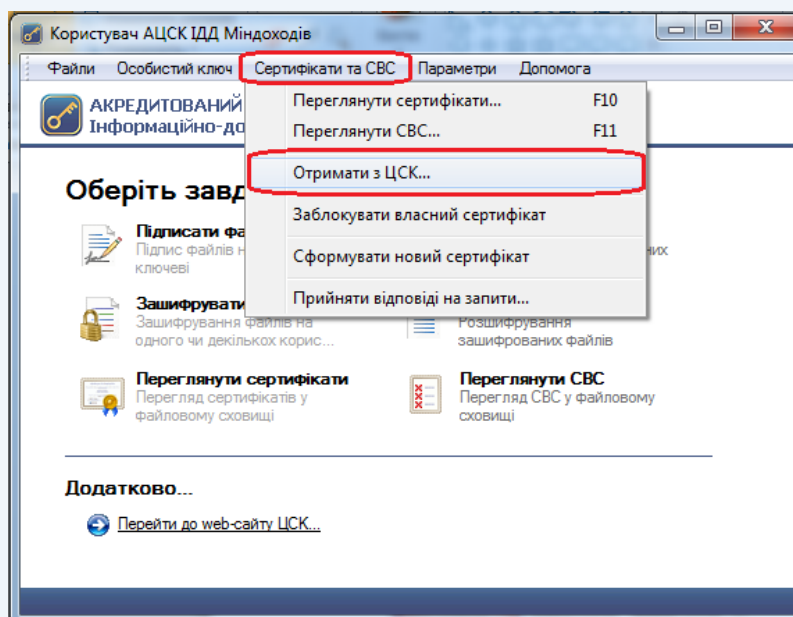 Користувач АЦСК ІДД Міндоходів
Файли Особистий ключ Сертифікати та СВС Параметри Допомога
АКРЕДИТОВАНИЙ
Інформаційно-до
Переглянути сертифікати... F10
Переглянути СВС... F11
Отримати з ЦСК...
Заблокувати власний сертифікат
Сформувати новий сертифікат
Прийняти відповіді на запити...
Оберіть завд
Підписати фа
Підпис файлів н
ключеві
них
Зашифрувати
Зашифрування файлів на
одного чи декількох корис...
Розшифрування
зашифрованих файлів
Переглянути сертифікати
Перегляд сертифікатів у
файловому сховищі
Переглянути СВС
Перегляд СВС у файловому
сховищі
Додатково...
Перейти до web-сайту ЦСК...